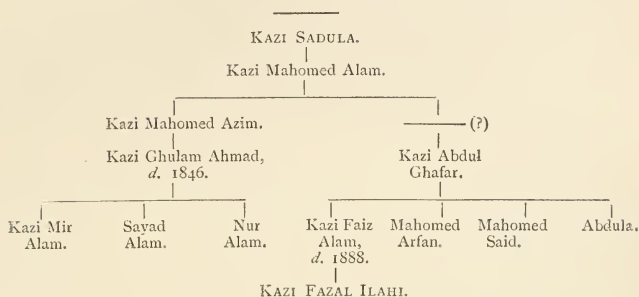 KAZI SADULA.
Kazi Mahomed Alam.
Kazi Mahomed Azim. (?)
Kazi Ghulam Ahmad, Kazi Abdul
d. 1846. Ghafar.
Kazi Mir Sayad Nur Kazi Faiz Mahomed Mahomed Abdula.
Alam. Alam. Alam. Alam, Arfan. Said.
d. 1888.
KAZI FAZAL ILAHI.